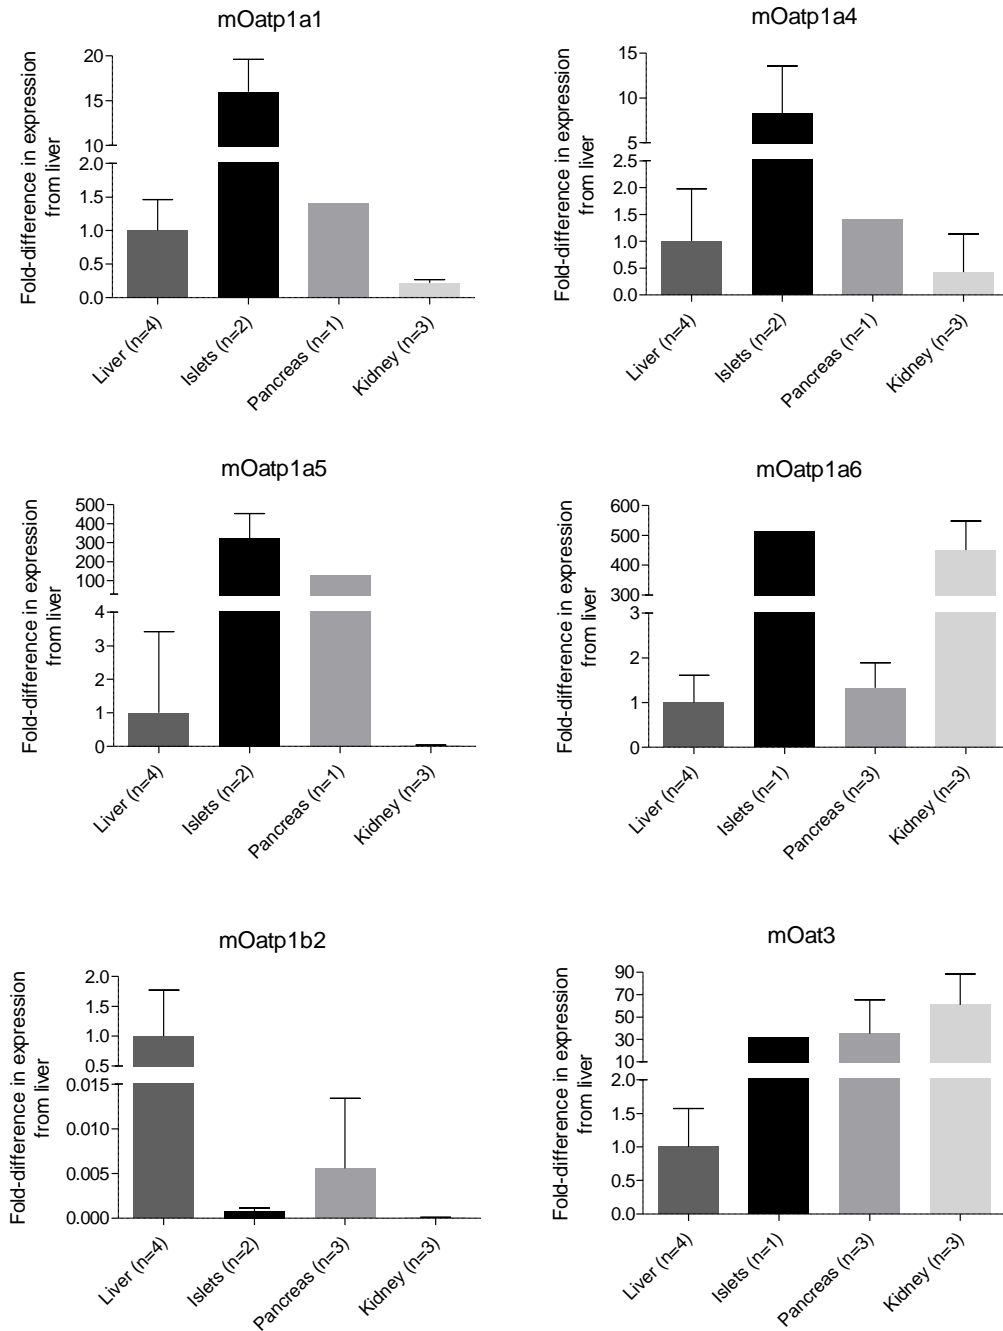 mOatp1a1
Fold-difference in expression
from liver
20
15
10
2.0
1.5
1.0
0.5
0.0
Liver (n=4)
Islets (n=2)
Pancreas (n=1)
Kidney (n=3)
mOatp1a4
Fold-difference in expression
from liver
15
10
5
2.5
2.0
1.5
1.0
0.5
0.0
Liver (n=4)
Islets (n=2)
Pancreas (n=1)
Kidney (n=3)
mOatp1a5
Fold-difference in expression
from liver
500
400
300
200
100
4
3
2
1
0
Liver (n=4)
Islets (n=2)
Pancreas (n=1)
Kidney (n=3)
mOatp1a6
Fold-difference in expression
from liver
600
500
400
300
3
2
1
0
Liver (n=4)
Islets (n=1)
Pancreas (n=3)
Kidney (n=3)
mOatp1b2
Fold-difference in expression
from liver
2.0
1.5
1.0
0.5
0.015
0.010
0.005
0.000
Liver (n=4)
Islets (n=2)
Pancreas (n=3)
Kidney (n=3)
mOat3
Fold-difference in expression
from liver
90
70
50
30
10
2.0
1.5
1.0
0.5
0.0
Liver (n=4)
Islets (n=1)
Pancreas (n=3)
Kidney (n=3)